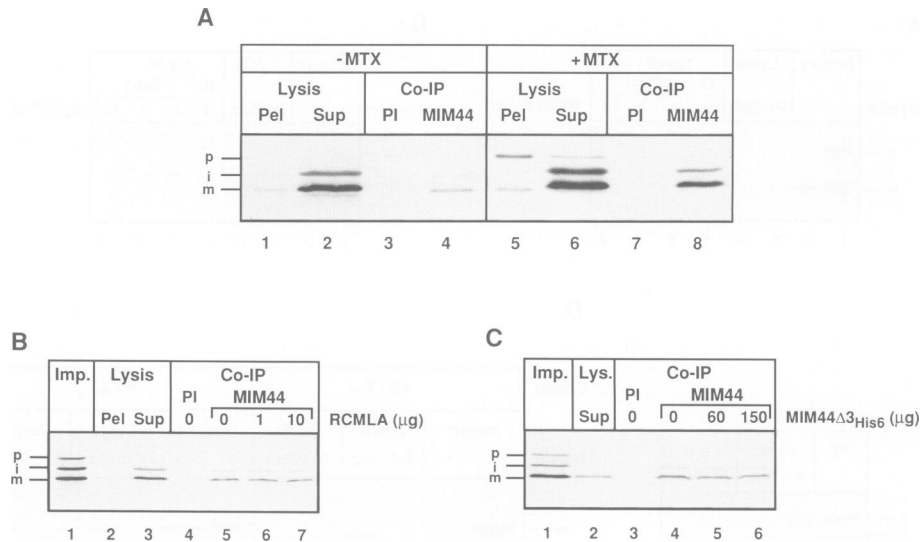 A
-MTX +MTX
Lysis Co-IP Lysis Co-IP
Pel Sup PI MIM44 Pel Sup PI MIM44
p
i
m
1 2 3 4 5 6 7 8
B
Imp. Lysis Co-IP
PI MIM44
Pel Sup 0 0 1 10 RCMLA (μg)
p
i
m
1 2 3 4 5 6 7
C
Imp. Lys. Co-IP
PI MIM44
Sup 0 0 60 150 MIM44Δ3His6 (μg)
p
i
m
1 2 3 4 5 6